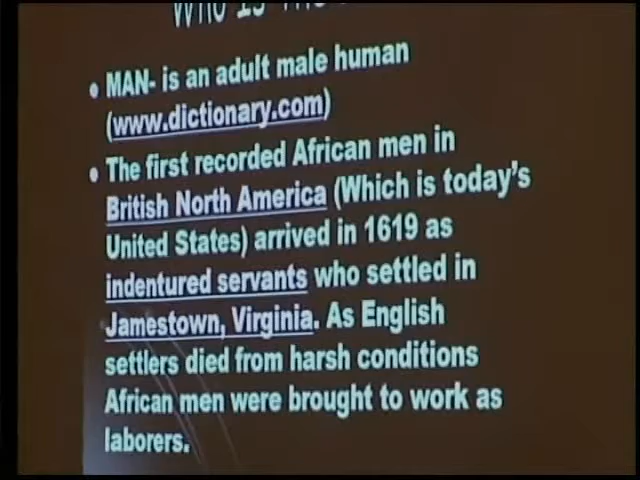 WHO IS
• MAN- is an adult male human
(www.dictionary.com)
• The first recorded African men in
British North America (Which is today's
United States) arrived in 1619 as
indentured servants who settled in
Jamestown, Virginia. As English
settlers died from harsh conditions
African men were brought to work as
laborers.